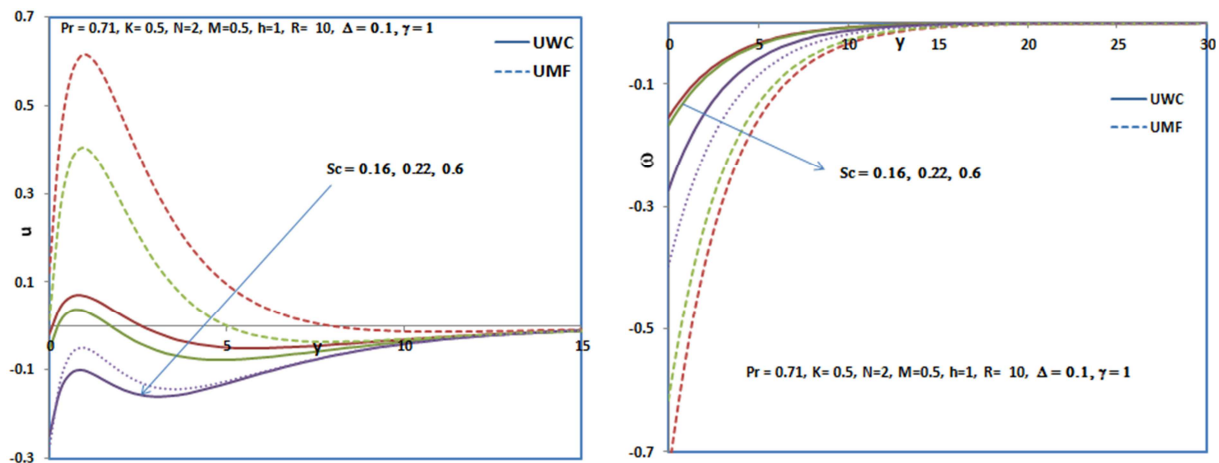 0.7
Pr = 0.71, K= 0.5, N=2, M=0.5, h=1, R= 10, Δ = 0.1, γ = 1
UWC
UMF
0.5
Sc = 0.16, 0.22, 0.6
0.3
u
0.1
0 5 y 10 15
-0.1
-0.3
0 5 10 y 15 20 25 30
-0.1
UWC
UMF
ω
Sc = 0.16, 0.22, 0.6
-0.3
-0.5
Pr = 0.71, K= 0.5, N=2, M=0.5, h=1, R= 10, Δ = 0.1, γ = 1
-0.7